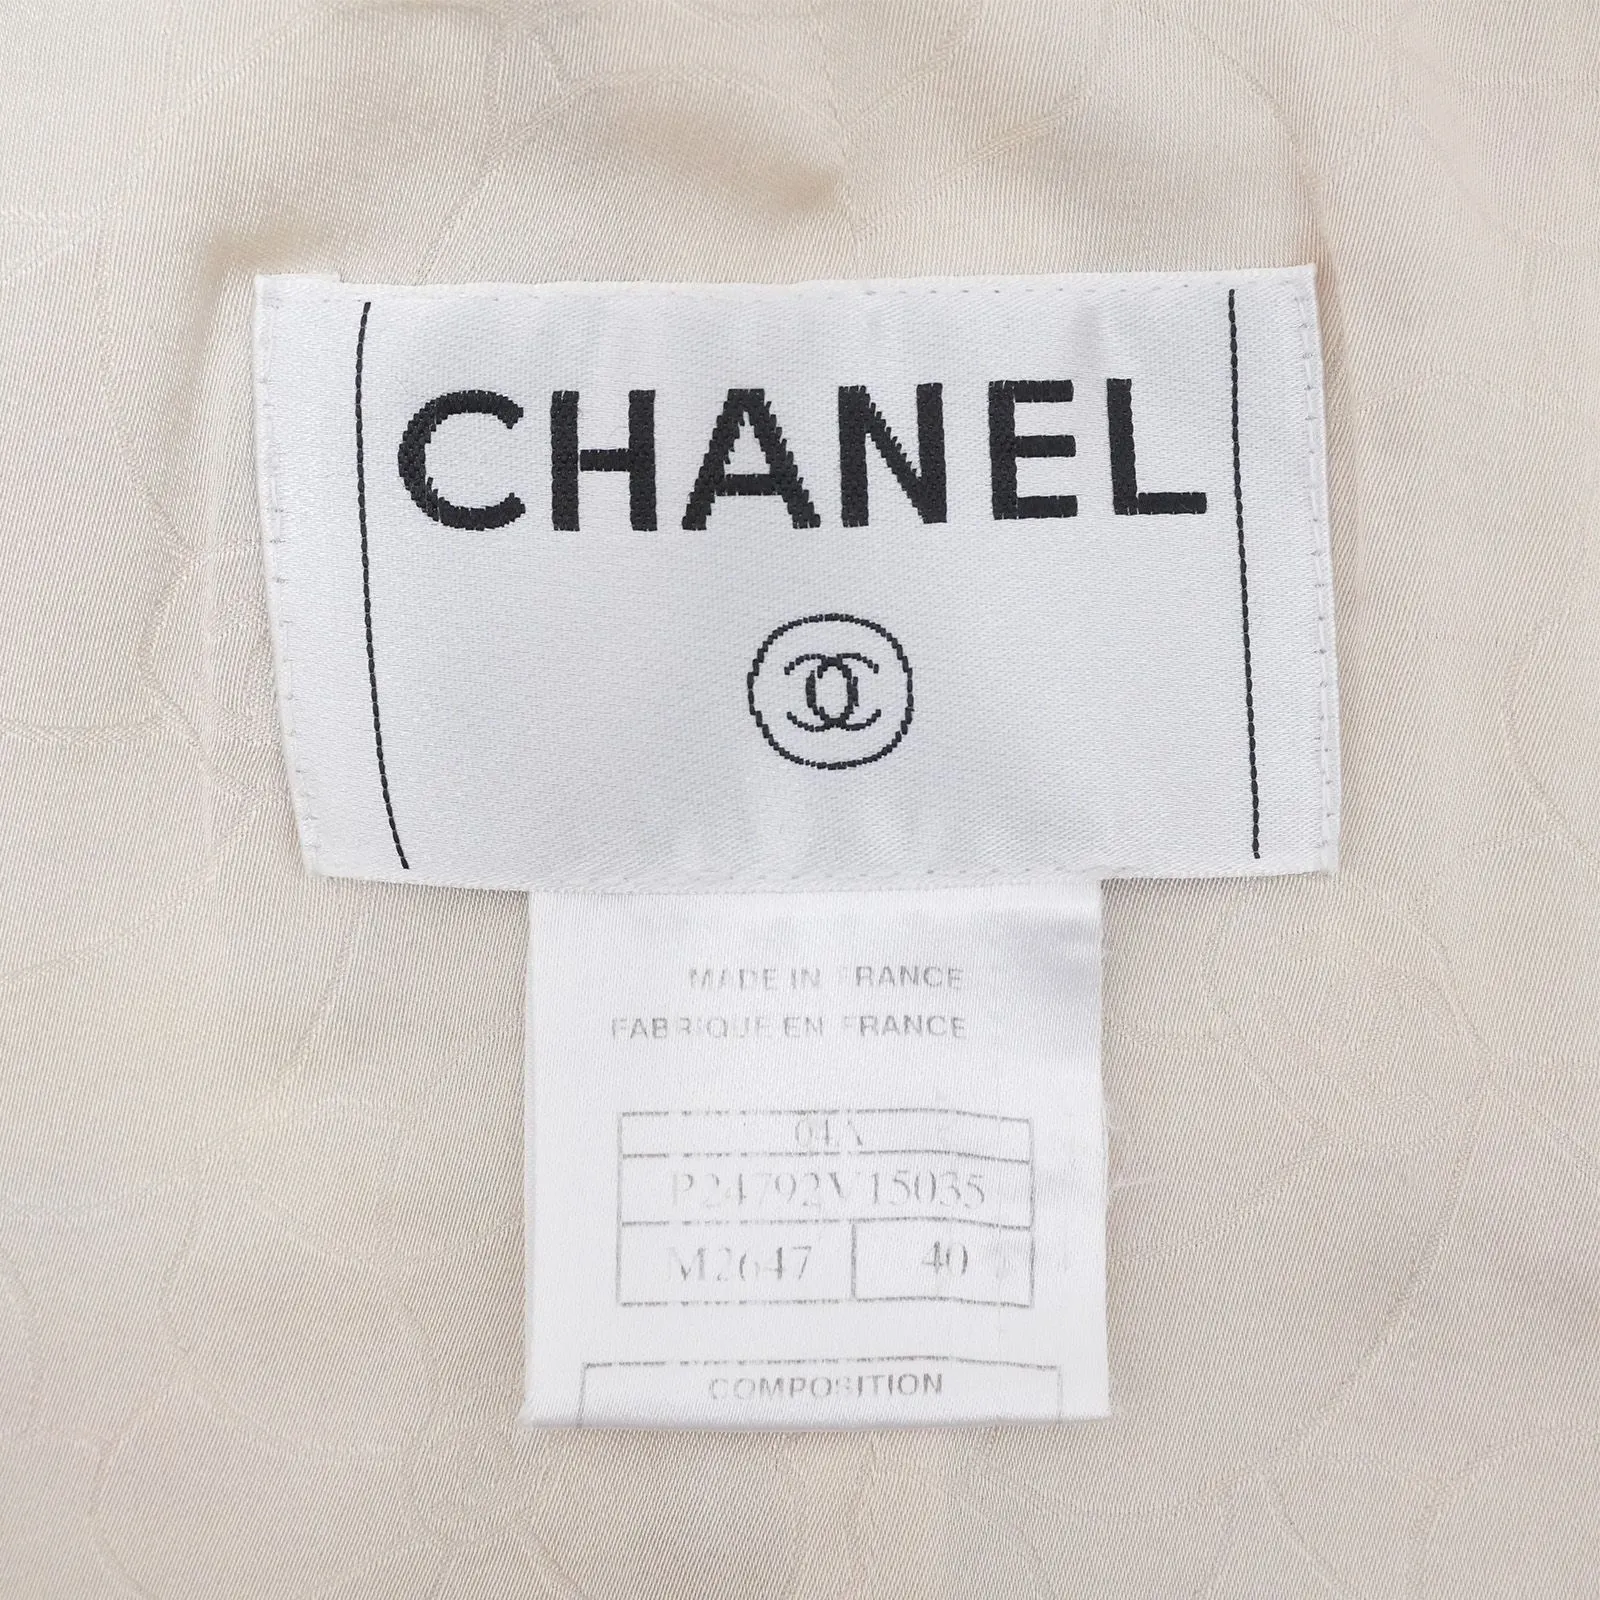 CHANEL
MADE IN FRANCE
FABRIQUE EN FRANCE
04A
P24792V15035
M2647 40
COMPOSITION